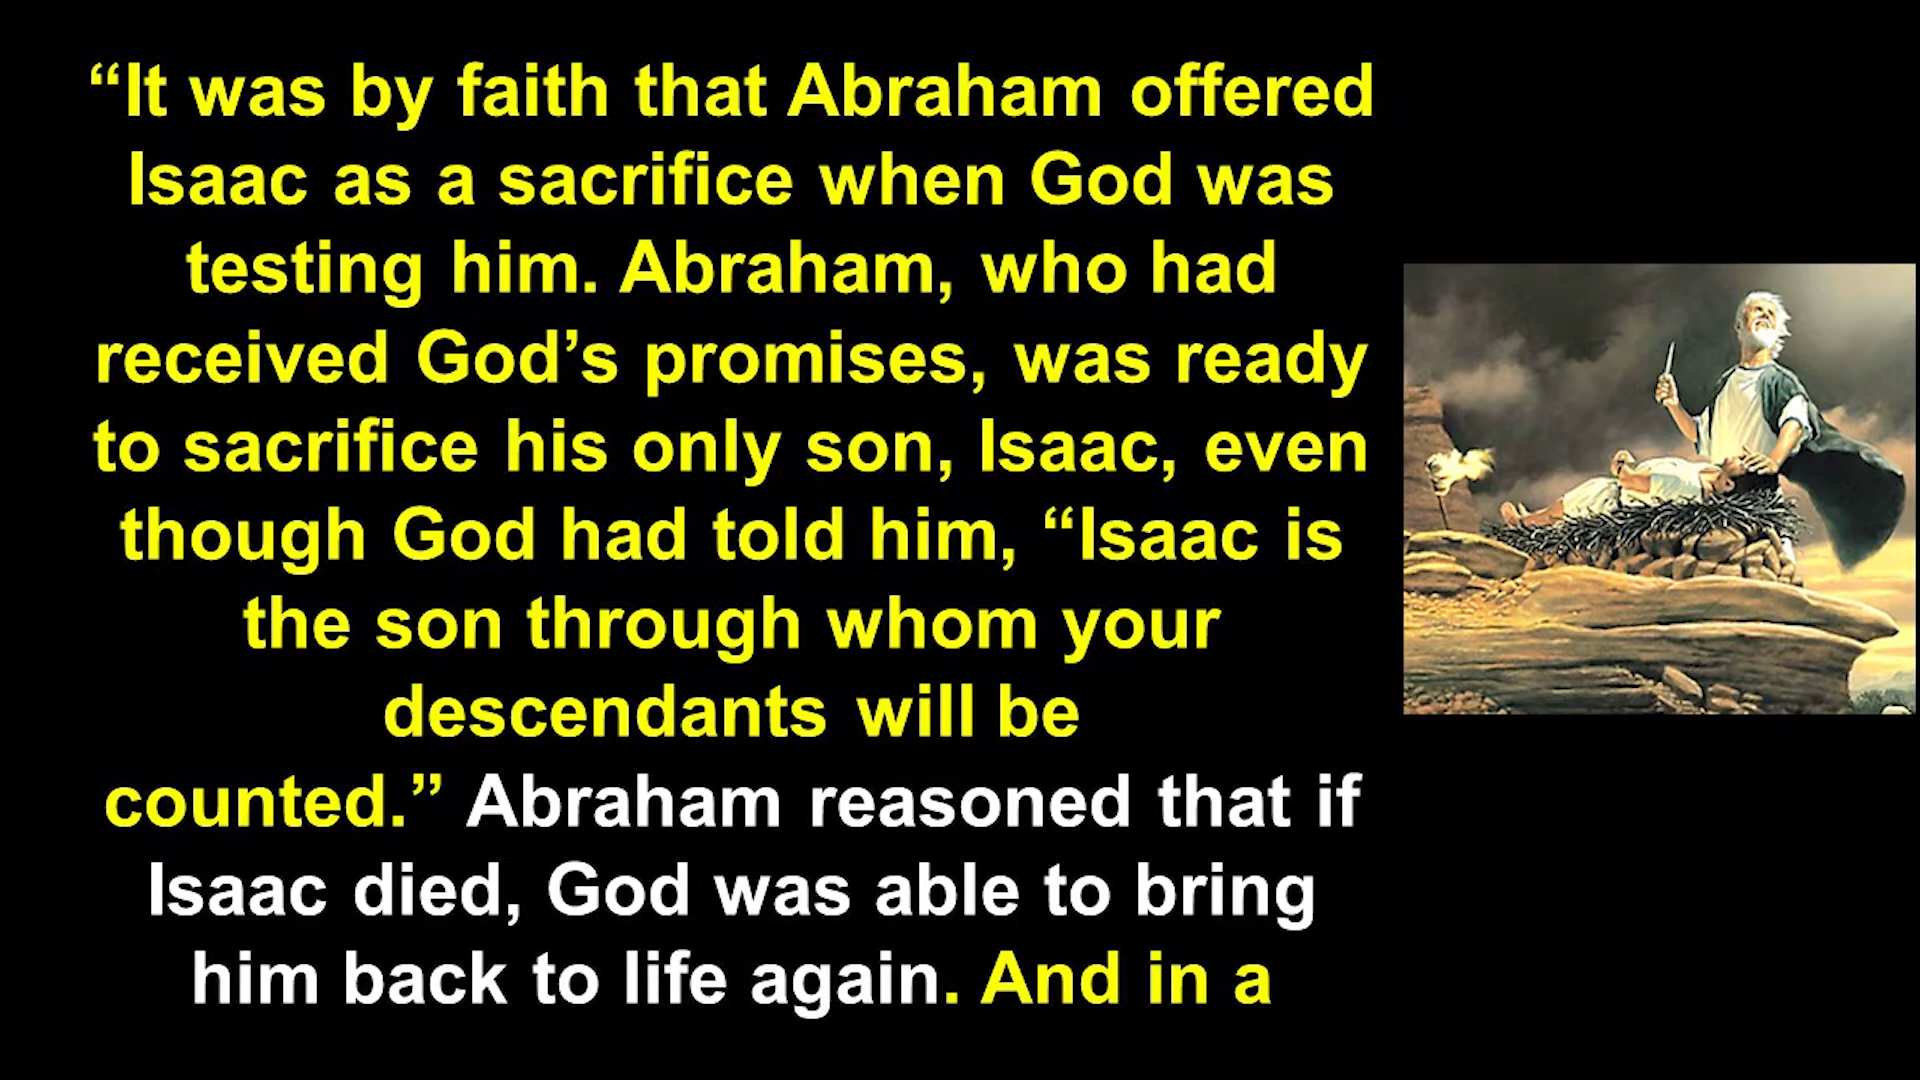 “It was by faith that Abraham offered
Isaac as a sacrifice when God was
testing him. Abraham, who had
received God’s promises, was ready
to sacrifice his only son, Isaac, even
though God had told him, “Isaac is
the son through whom your
descendants will be
counted.” Abraham reasoned that if
Isaac died, God was able to bring
him back to life again. And in a